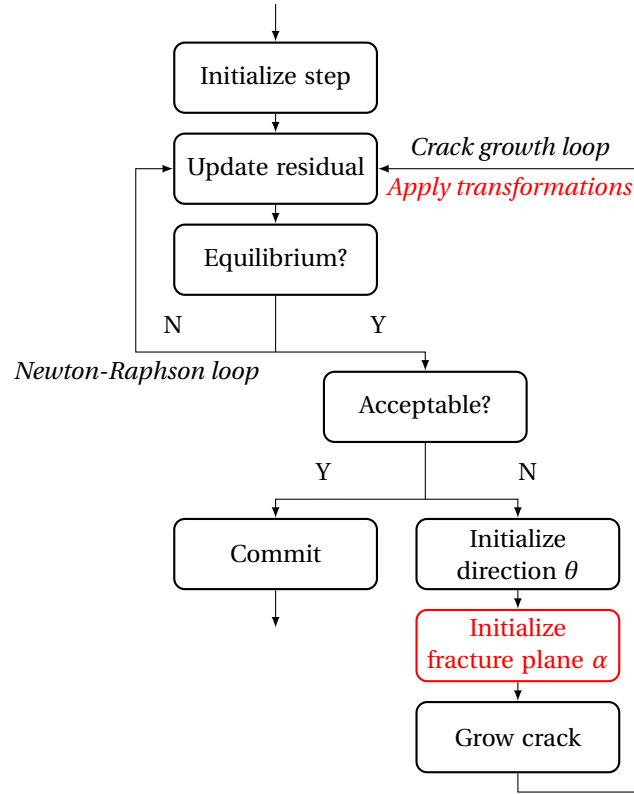 Initialize step
Update residual
Crack growth loop
Apply transformations
Equilibrium?
N
Y
Newton-Raphson loop
Acceptable?
Y
N
Commit
Initialize
direction θ
Initialize
fracture plane α
Grow crack